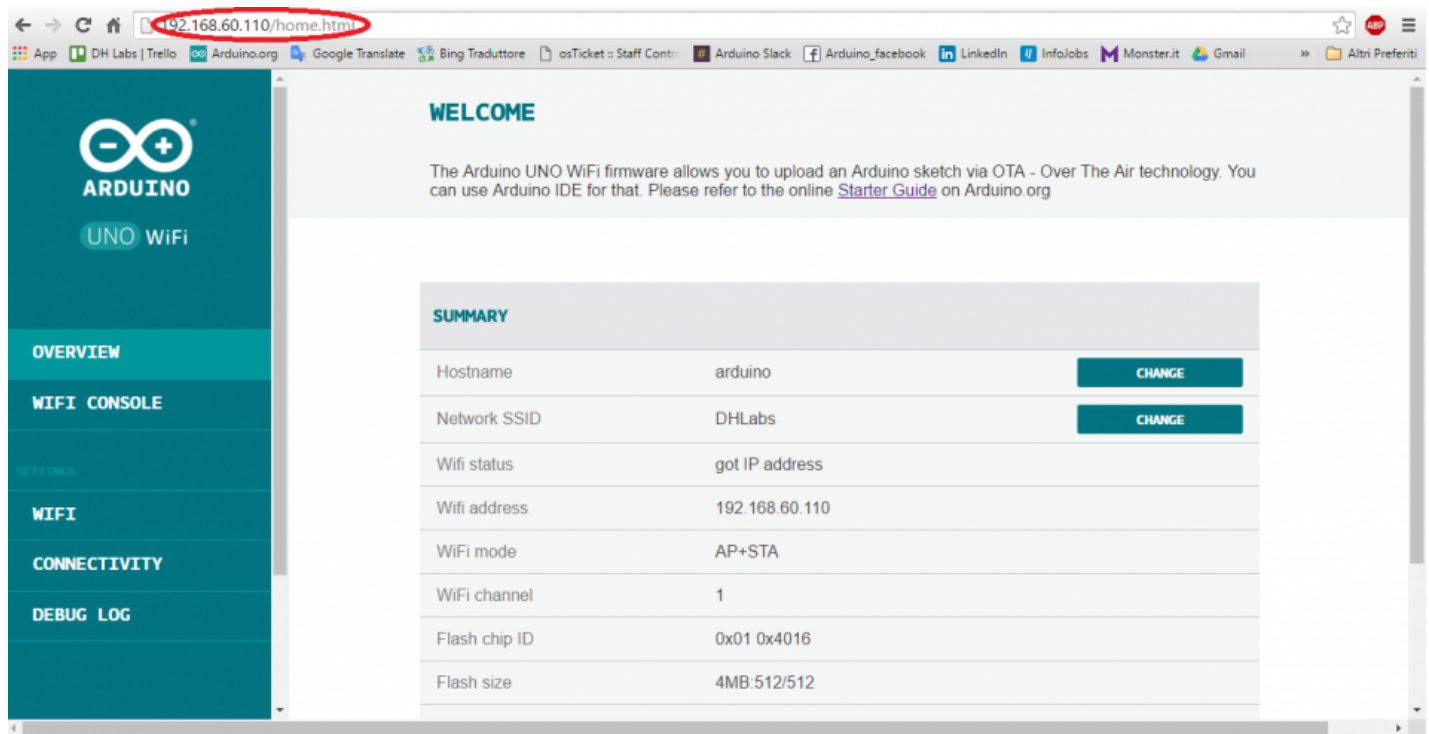 192.168.60.110/home.html
ABP
App DH Labs | Trello Arduino.org Google Translate Bing Traduttore osTicket :: Staff Contro Arduino Slack Arduino_facebook LinkedIn InfoJobs Monster.it Gmail » Altri Preferiti
ARDUINO
UNO WiFi
OVERVIEW
WIFI CONSOLE
SETTINGS
WIFI
CONNECTIVITY
DEBUG LOG
WELCOME
The Arduino UNO WiFi firmware allows you to upload an Arduino sketch via OTA - Over The Air technology. You
can use Arduino IDE for that. Please refer to the online Starter Guide on Arduino.org
SUMMARY
Hostname arduino CHANGE
Network SSID DHLabs CHANGE
Wifi status got IP address
Wifi address 192.168.60.110
WiFi mode AP+STA
WiFi channel 1
Flash chip ID 0x01 0x4016
Flash size 4MB:512/512